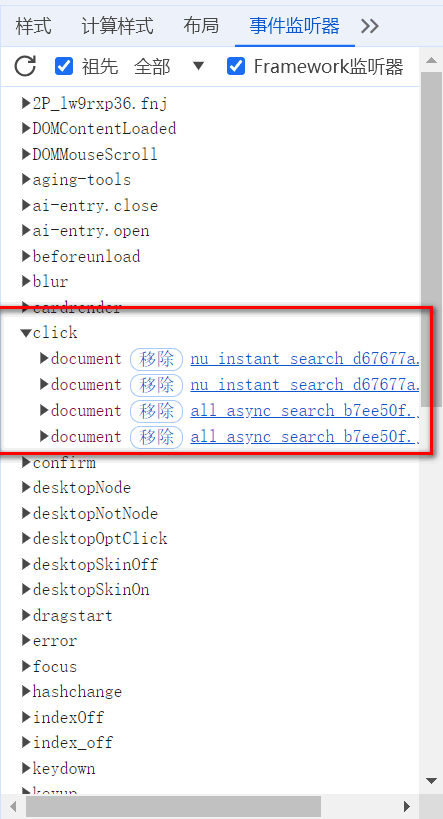 样式 计算样式 布局 事件监听器
祖先 全部 Framework监听器
2P_lw9rxp36.fnj
DOMContentLoaded
DOMMouseScroll
aging-tools
ai-entry.close
ai-entry.open
beforeunload
blur
cardrender
click
document 移除 nu_instant_search_d67677a.
document 移除 nu_instant_search_d67677a.
document 移除 all_async_search_b7ee50f.
document 移除 all_async_search_b7ee50f.
confirm
desktopNode
desktopNotNode
desktopOptClick
desktopSkinOff
desktopSkinOn
dragstart
error
focus
hashchange
indexOff
index_off
keydown
keyup